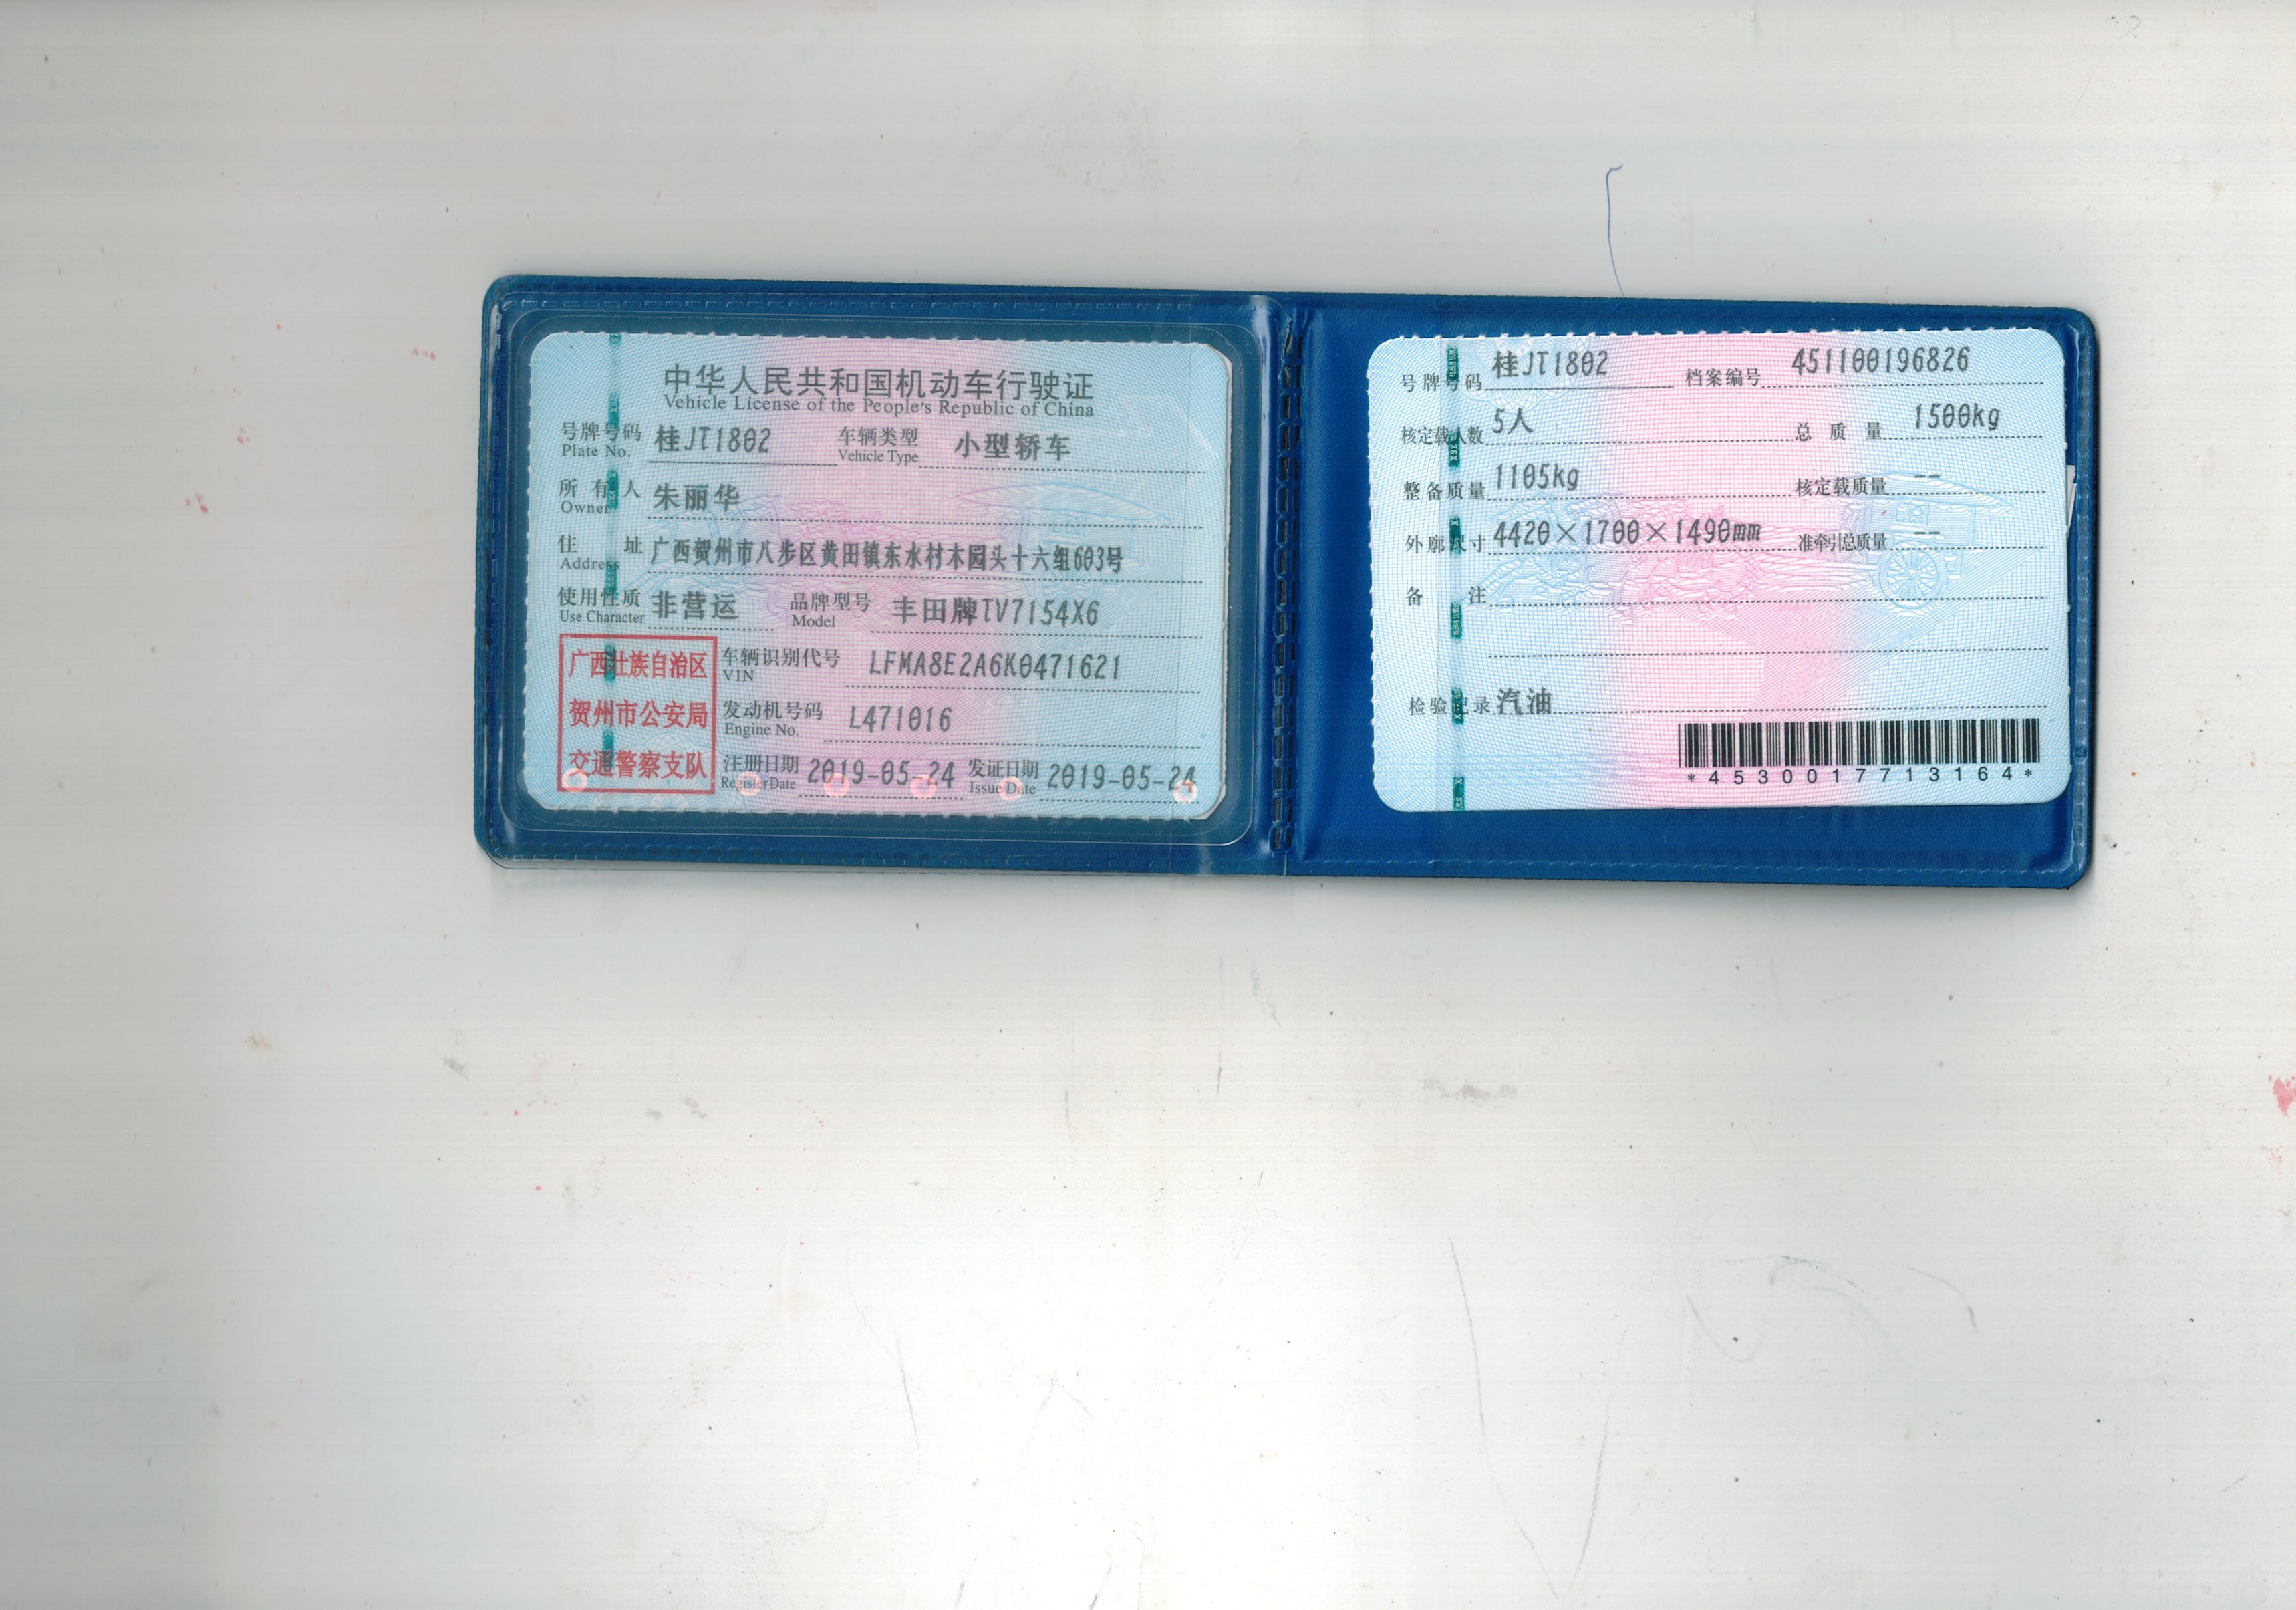 中华人民共和国机动车行驶证
Vehicle License of the People's Republic of China
号牌号码 桂JT1802 车辆类型 小型轿车
Plate No. Vehicle Type
所有人 朱丽华
Owner
住址 广西贺州市八步区黄田镇东水村木园头十六组603号
Address
使用性质 非营运 品牌型号 丰田牌TV7154X6
Use Character Model
广西壮族自治区
贺州市公安局
交通警察支队
车辆识别代号 LFMA8E2A6K0471621
VIN
发动机号码 L471016
Engine No.
注册日期 2019-05-24 发证日期 2019-05-24
Register Date Issue Date
号牌号码 桂JT1802 档案编号 451100196826
核定载人数 5人 总质量 1500kg
整备质量 1105kg 核定载质量 --
外廓尺寸 4420×1700×1490mm 准牵引总质量 --
备注
检验记录 汽油
*4530017713164*